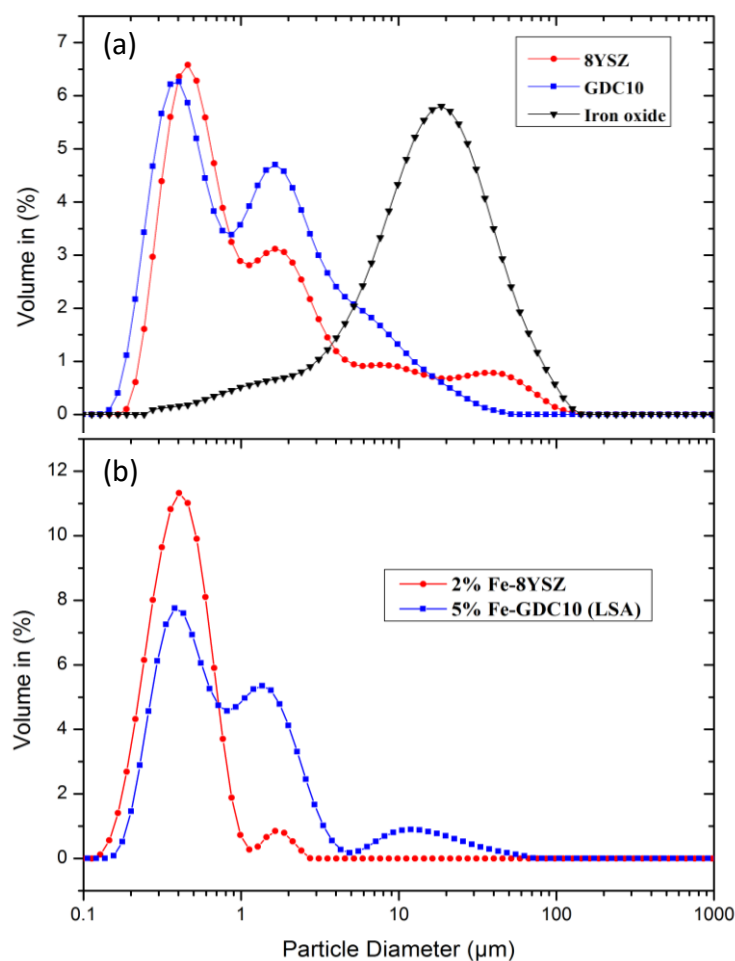 (a)
8YSZ
GDC10
Iron oxide
Volume in (%)
7
6
5
4
3
2
1
0
(b)
2% Fe-8YSZ
5% Fe-GDC10 (LSA)
Volume in (%)
12
10
8
6
4
2
0
0.1 1 10 100 1000
Particle Diameter (µm)